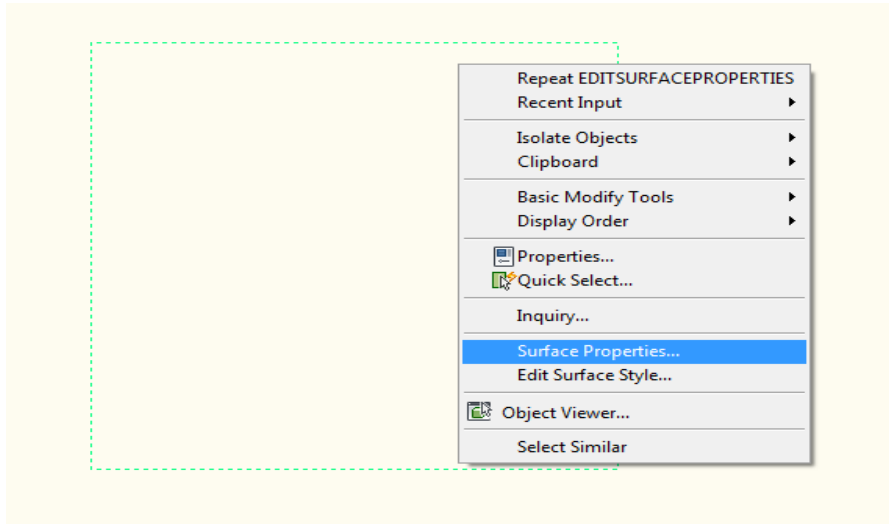 Repeat EDITSURFACEPROPERTIES
Recent Input
Isolate Objects
Clipboard
Basic Modify Tools
Display Order
Properties...
Quick Select...
Inquiry...
Surface Properties...
Edit Surface Style...
Object Viewer...
Select Similar